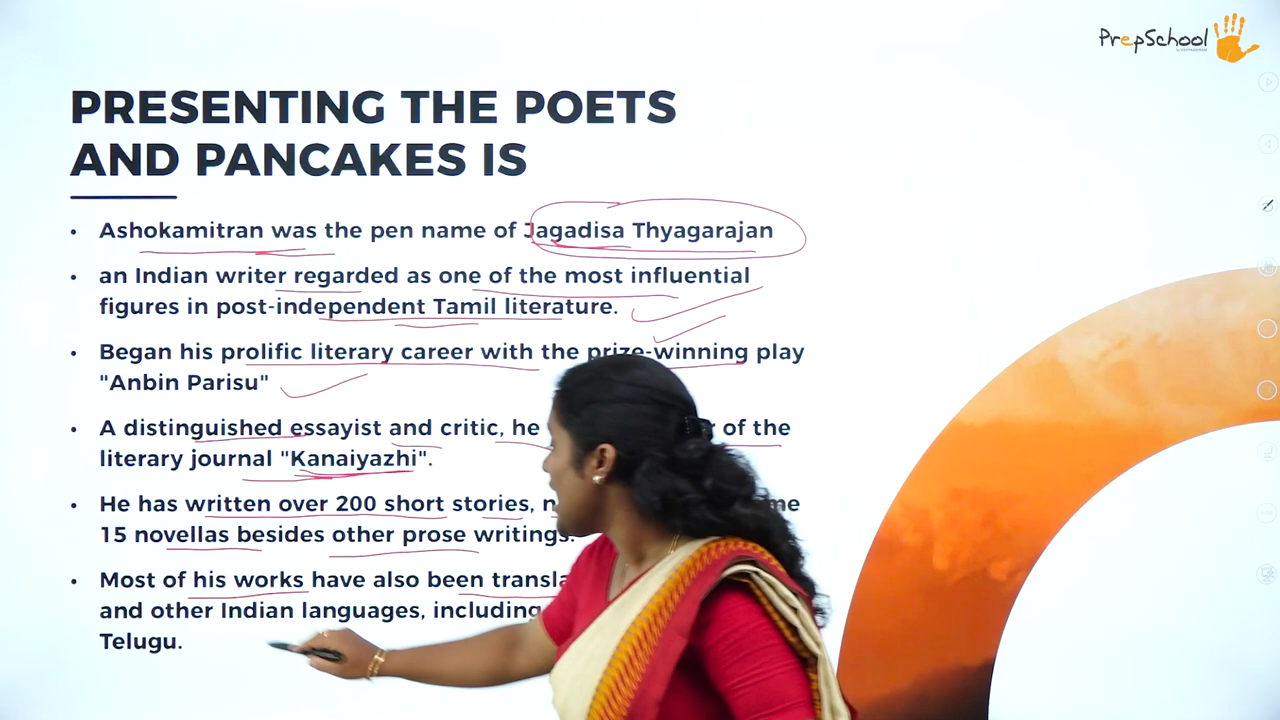 PrepSchool
PRESENTING THE POETS
AND PANCAKES IS
• Ashokamitran was the pen name of Jagadisa Thyagarajan
• an Indian writer regarded as one of the most influential
figures in post-independent Tamil literature.
• Began his prolific literary career with the prize-winning play
"Anbin Parisu"
• A distinguished essayist and critic, he of the
literary journal "Kanaiyazhi".
• He has written over 200 short stories,
15 novellas besides other prose writings.
• Most of his works have also been
and other Indian languages, including
Telugu.